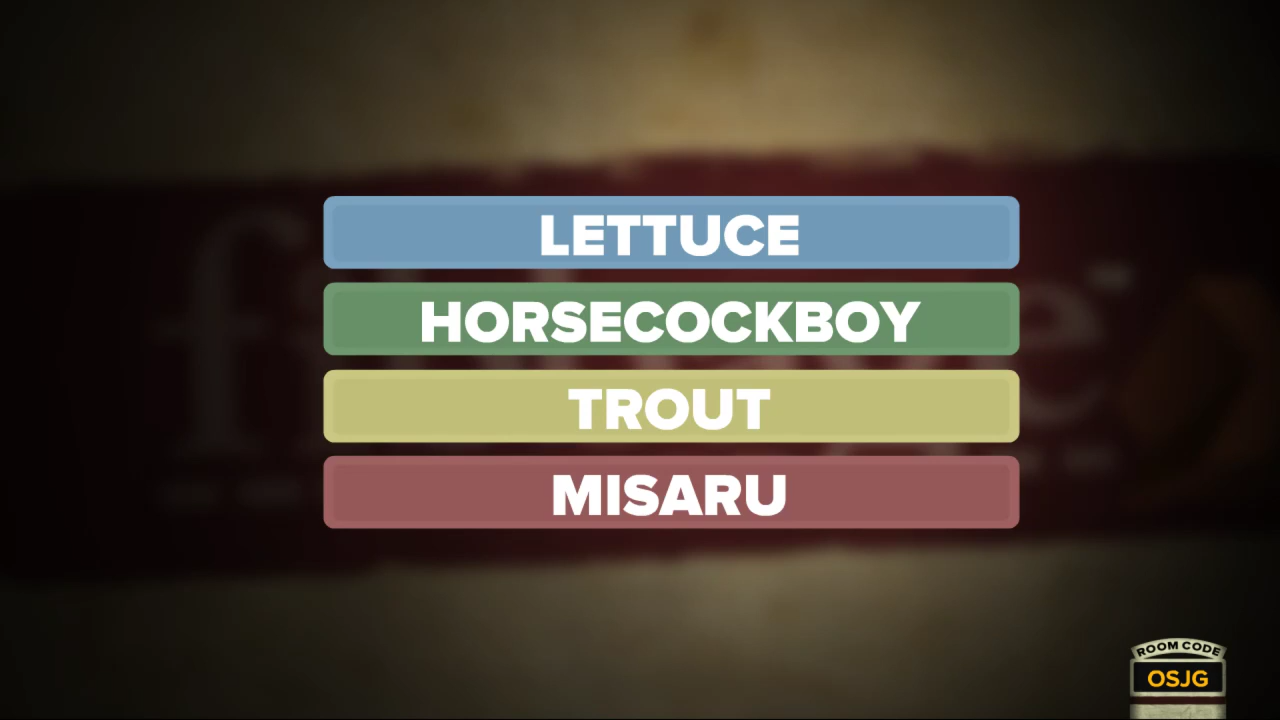 LETTUCE
HORSECOCKBOY
TROUT
MISARU
ROOM CODE
OSJG